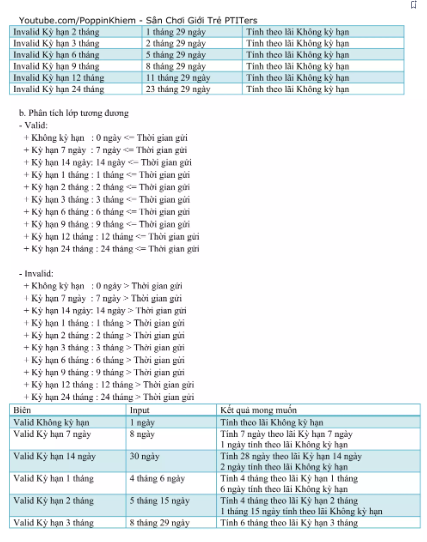 Youtube.com/PoppinKhiem - Sân Chơi Giới Trẻ PTITers
Invalid Kỳ hạn 2 tháng 1 tháng 29 ngày Tính theo lãi Không kỳ hạn
Invalid Kỳ hạn 3 tháng 2 tháng 29 ngày Tính theo lãi Không kỳ hạn
Invalid Kỳ hạn 6 tháng 5 tháng 29 ngày Tính theo lãi Không kỳ hạn
Invalid Kỳ hạn 9 tháng 8 tháng 29 ngày Tính theo lãi Không kỳ hạn
Invalid Kỳ hạn 12 tháng 11 tháng 29 ngày Tính theo lãi Không kỳ hạn
Invalid Kỳ hạn 24 tháng 23 tháng 29 ngày Tính theo lãi Không kỳ hạn
b. Phân tích lớp tương đương
- Valid:
+ Không kỳ hạn : 0 ngày <= Thời gian gửi
+ Kỳ hạn 7 ngày : 7 ngày <= Thời gian gửi
+ Kỳ hạn 14 ngày: 14 ngày <= Thời gian gửi
+ Kỳ hạn 1 tháng : 1 tháng <= Thời gian gửi
+ Kỳ hạn 2 tháng : 2 tháng <= Thời gian gửi
+ Kỳ hạn 3 tháng : 3 tháng <= Thời gian gửi
+ Kỳ hạn 6 tháng : 6 tháng <= Thời gian gửi
+ Kỳ hạn 9 tháng : 9 tháng <= Thời gian gửi
+ Kỳ hạn 12 tháng : 12 tháng <= Thời gian gửi
+ Kỳ hạn 24 tháng : 24 tháng <= Thời gian gửi
- Invalid:
+ Không kỳ hạn : 0 ngày > Thời gian gửi
+ Kỳ hạn 7 ngày : 7 ngày > Thời gian gửi
+ Kỳ hạn 14 ngày: 14 ngày > Thời gian gửi
+ Kỳ hạn 1 tháng : 1 tháng > Thời gian gửi
+ Kỳ hạn 2 tháng : 2 tháng > Thời gian gửi
+ Kỳ hạn 3 tháng : 3 tháng > Thời gian gửi
+ Kỳ hạn 6 tháng : 6 tháng > Thời gian gửi
+ Kỳ hạn 9 tháng : 9 tháng > Thời gian gửi
+ Kỳ hạn 12 tháng : 12 tháng > Thời gian gửi
+ Kỳ hạn 24 tháng : 24 tháng > Thời gian gửi
Biên Input Kết quả mong muốn
Valid Không kỳ hạn 1 ngày Tính theo lãi Không kỳ hạn
Valid Kỳ hạn 7 ngày 8 ngày Tính 7 ngày theo lãi Kỳ hạn 7 ngày
1 ngày tính theo lãi Không kỳ hạn
Valid Kỳ hạn 14 ngày 30 ngày Tính 28 ngày theo lãi Kỳ hạn 14 ngày
2 ngày tính theo lãi Không kỳ hạn
Valid Kỳ hạn 1 tháng 4 tháng 6 ngày Tính 4 tháng theo lãi Kỳ hạn 1 tháng
6 ngày tính theo lãi Không kỳ hạn
Valid Kỳ hạn 2 tháng 5 tháng 15 ngày Tính 4 tháng theo lãi Kỳ hạn 2 tháng
1 tháng 15 ngày tính theo lãi Không kỳ hạn
Valid Kỳ hạn 3 tháng 8 tháng 29 ngày Tính 6 tháng theo lãi Kỳ hạn 3 tháng